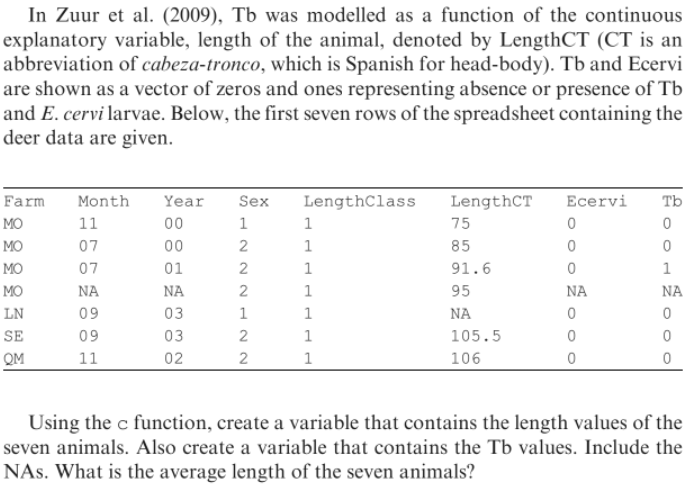 In Zuur et al. (2009), Tb was modelled as a function of the continuous
explanatory variable, length of the animal, denoted by LengthCT (CT is an
abbreviation of cabeza-tronco, which is Spanish for head-body). Tb and Ecervi
are shown as a vector of zeros and ones representing absence or presence of Tb
and E. cervi larvae. Below, the first seven rows of the spreadsheet containing the
deer data are given.
Farm Month Year Sex LengthClass LengthCT Ecervi Tb
MO 11 00 1 1 75 0 0
MO 07 00 2 1 85 0 0
MO 07 01 2 1 91.6 0 1
MO NA NA 2 1 95 NA NA
LN 09 03 1 1 NA 0 0
SE 09 03 2 1 105.5 0 0
QM 11 02 2 1 106 0 0
Using the c function, create a variable that contains the length values of the
seven animals. Also create a variable that contains the Tb values. Include the
NAs. What is the average length of the seven animals?